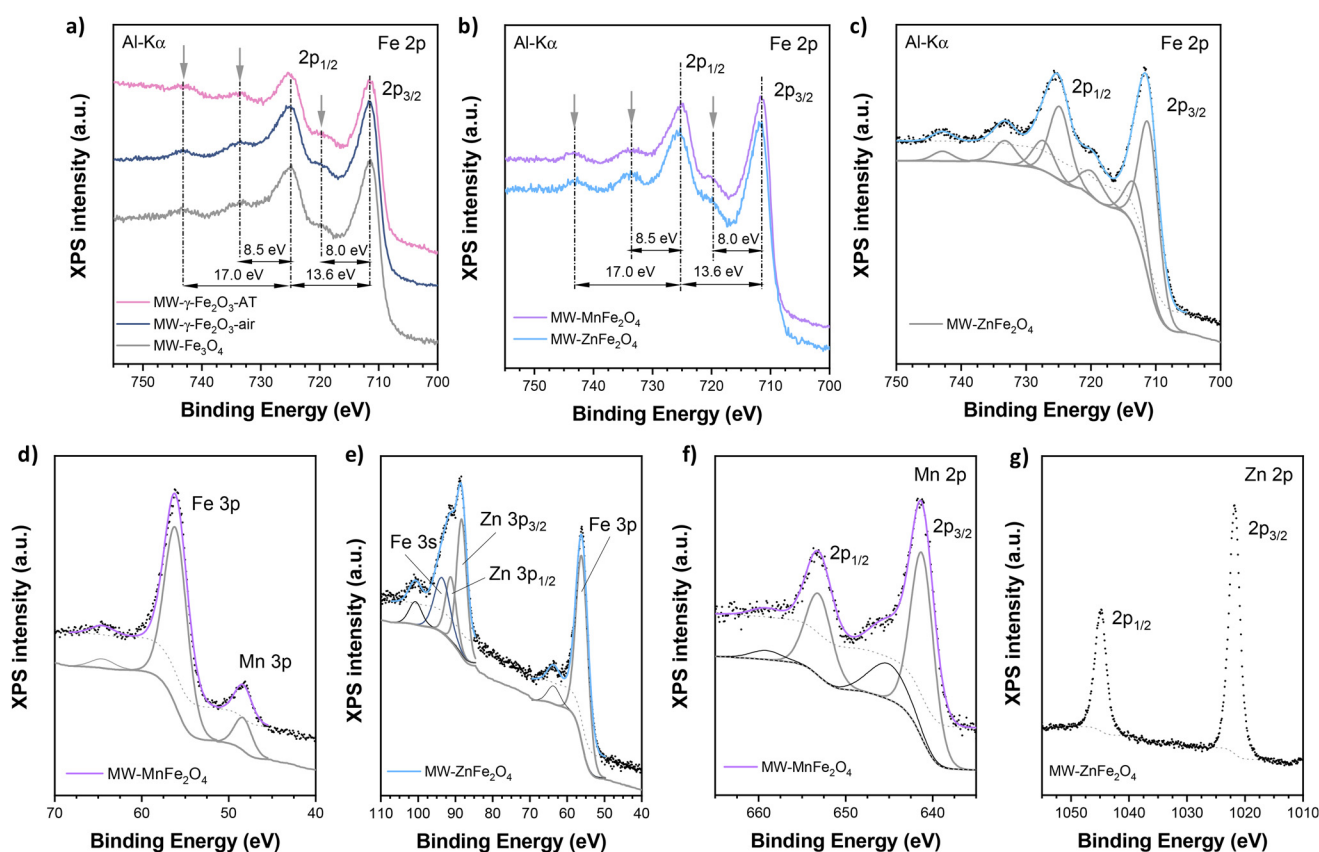 a)
Al-Kα
Fe 2p
2p1/2
2p3/2
8.5 eV
8.0 eV
17.0 eV
13.6 eV
MW-γ-Fe2O3-AT
MW-γ-Fe2O3-air
MW-Fe3O4
XPS intensity (a.u.)
750 740 730 720 710 700
Binding Energy (eV)
b)
Al-Kα
Fe 2p
2p1/2
2p3/2
8.5 eV
8.0 eV
17.0 eV
13.6 eV
MW-MnFe2O4
MW-ZnFe2O4
XPS intensity (a.u.)
750 740 730 720 710 700
Binding Energy (eV)
c)
Al-Kα
Fe 2p
2p1/2
2p3/2
MW-ZnFe2O4
XPS intensity (a.u.)
750 740 730 720 710 700
Binding Energy (eV)
d)
Fe 3p
Mn 3p
MW-MnFe2O4
XPS intensity (a.u.)
70 60 50 40
Binding Energy (eV)
e)
Zn 3p3/2
Fe 3p
Fe 3s
Zn 3p1/2
MW-ZnFe2O4
XPS intensity (a.u.)
110 100 90 80 70 60 50 40
Binding Energy (eV)
f)
Mn 2p
2p3/2
2p1/2
MW-MnFe2O4
XPS intensity (a.u.)
660 650 640
Binding Energy (eV)
g)
Zn 2p
2p3/2
2p1/2
MW-ZnFe2O4
XPS intensity (a.u.)
1050 1040 1030 1020 1010
Binding Energy (eV)